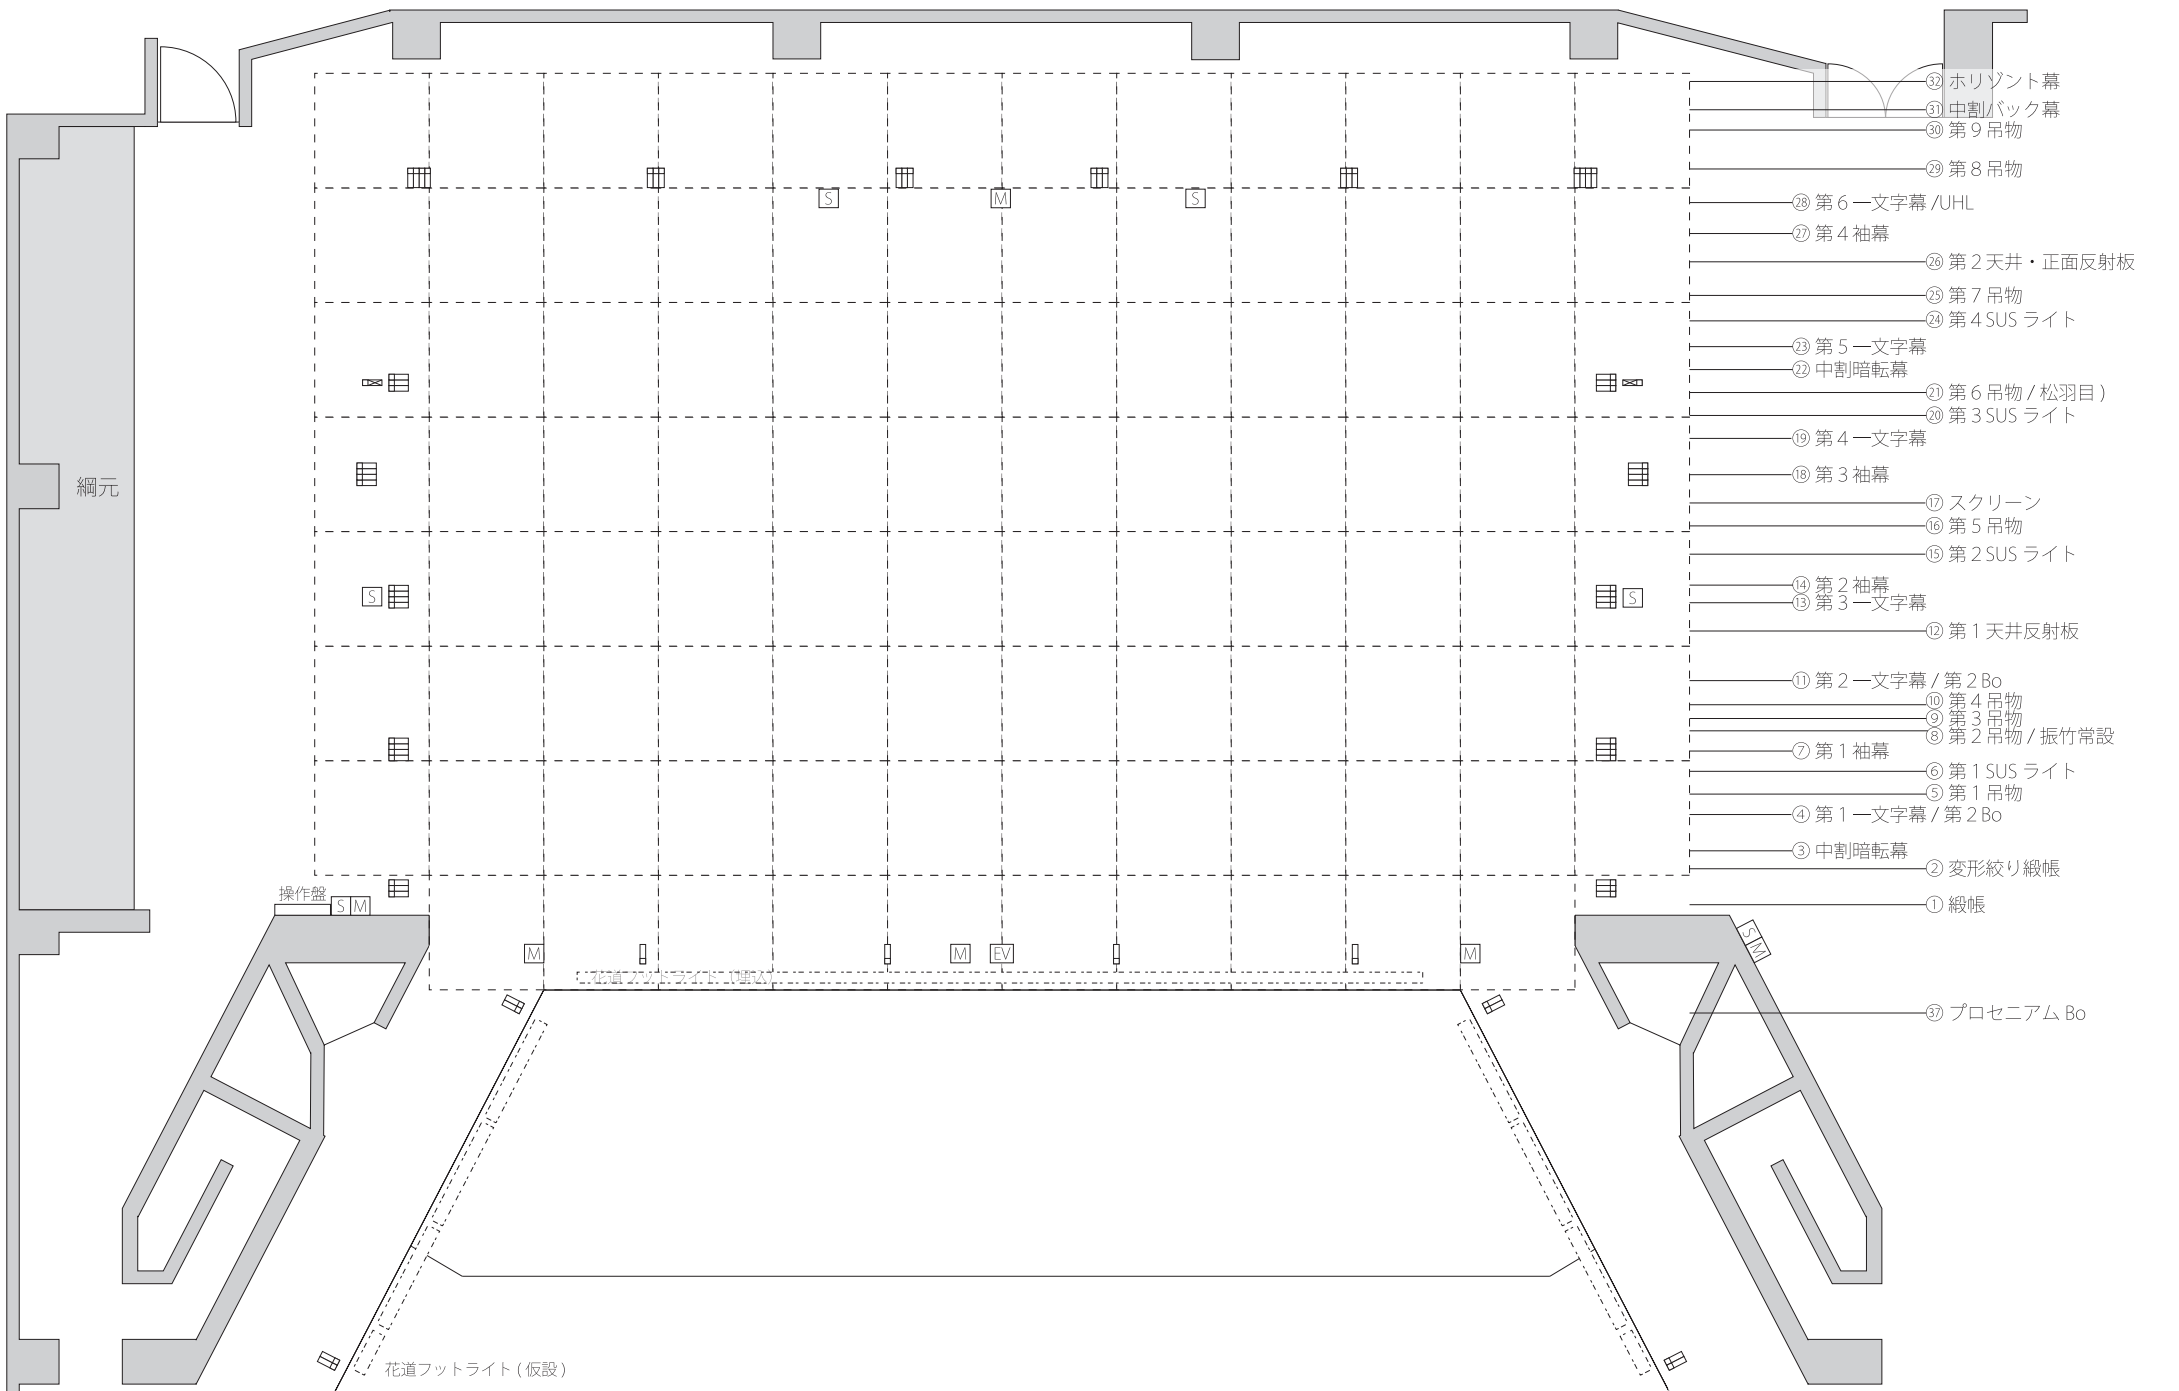 ㉜ ホリゾント幕
㉛ 中割バック幕
㉚ 第9吊物
㉙ 第8吊物
S
M
S
㉘ 第6一文字幕 /UHL
㉗ 第4袖幕
㉖ 第2天井・正面反射板
㉕ 第7吊物
㉔ 第4 SUS ライト
㉓ 第5一文字幕
㉒ 中割暗転幕
㉑ 第6吊物 / 松羽目 )
⑳ 第3 SUS ライト
⑲ 第4一文字幕
⑱ 第3袖幕
綱元
⑰ スクリーン
⑯ 第5吊物
⑮ 第2 SUS ライト
⑭ 第2袖幕
S
S
⑬ 第3一文字幕
⑫ 第1天井反射板
⑪ 第2一文字幕 / 第2 Bo
⑩ 第4吊物
⑨ 第3吊物
⑧ 第2吊物 / 振竹常設
⑦ 第1袖幕
⑥ 第1 SUS ライト
⑤ 第1吊物
④ 第1一文字幕 / 第2 Bo
③ 中割暗転幕
② 変形絞り緞帳
操作盤
S M
① 緞帳
S M
M
M
EV
M
花道フットライト（埋込）
㊲ プロセニアム Bo
花道フットライト ( 仮設 )